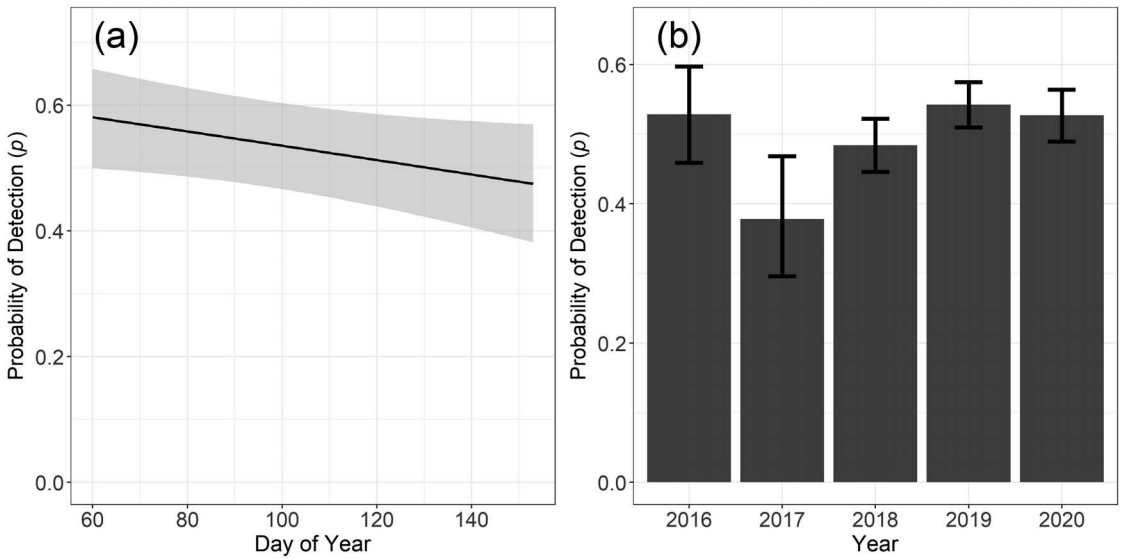 (a)
Probability of Detection (p)
0.6
0.4
0.2
0.0
60 80 100 120 140
Day of Year
(b)
Probability of Detection (p)
0.6
0.4
0.2
0.0
2016 2017 2018 2019 2020
Year